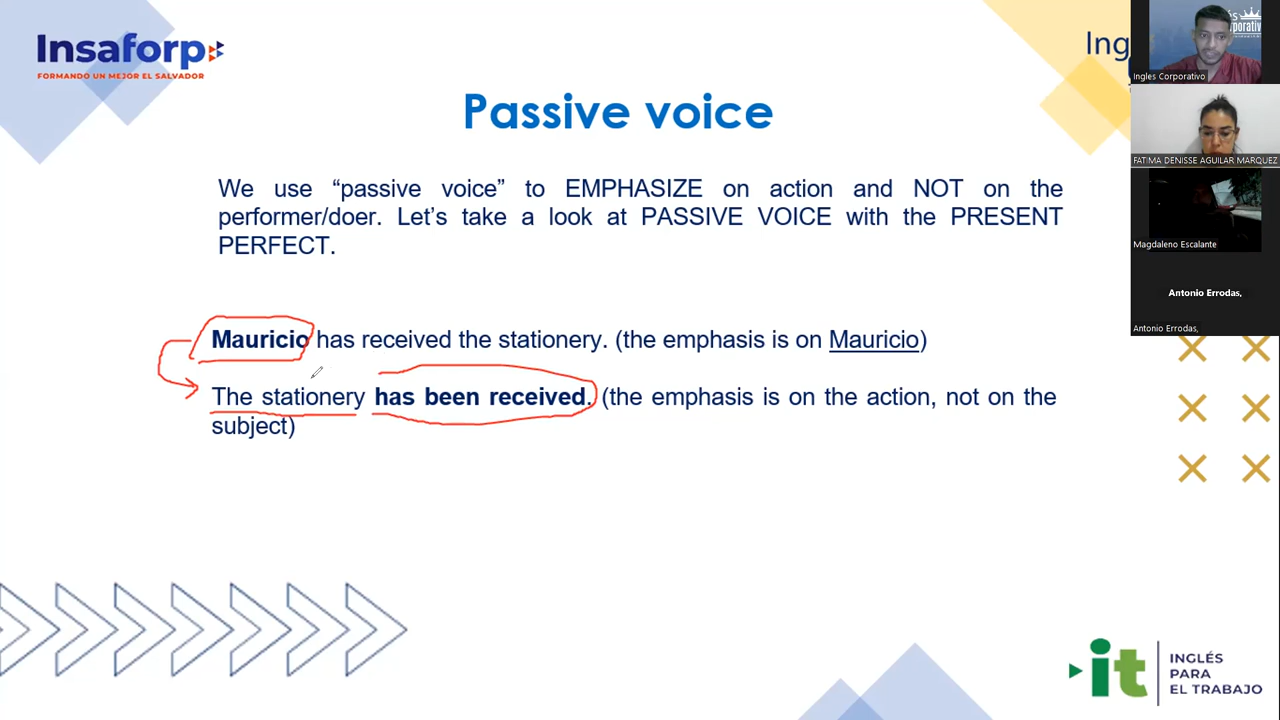 Insaforp
FORMANDO UN MEJOR EL SALVADOR
Ing
Passive voice
We use “passive voice” to EMPHASIZE on action and NOT on the
performer/doer. Let’s take a look at PASSIVE VOICE with the PRESENT
PERFECT.
Mauricio has received the stationery. (the emphasis is on Mauricio)
The stationery has been received. (the emphasis is on the action, not on the
subject)
Ingles Corporativo
FATIMA DENISSE AGUILAR MARQUEZ
Magdaleno Escalante
Antonio Errodas,
Antonio Errodas,
it
INGLÉS
PARA
EL TRABAJO